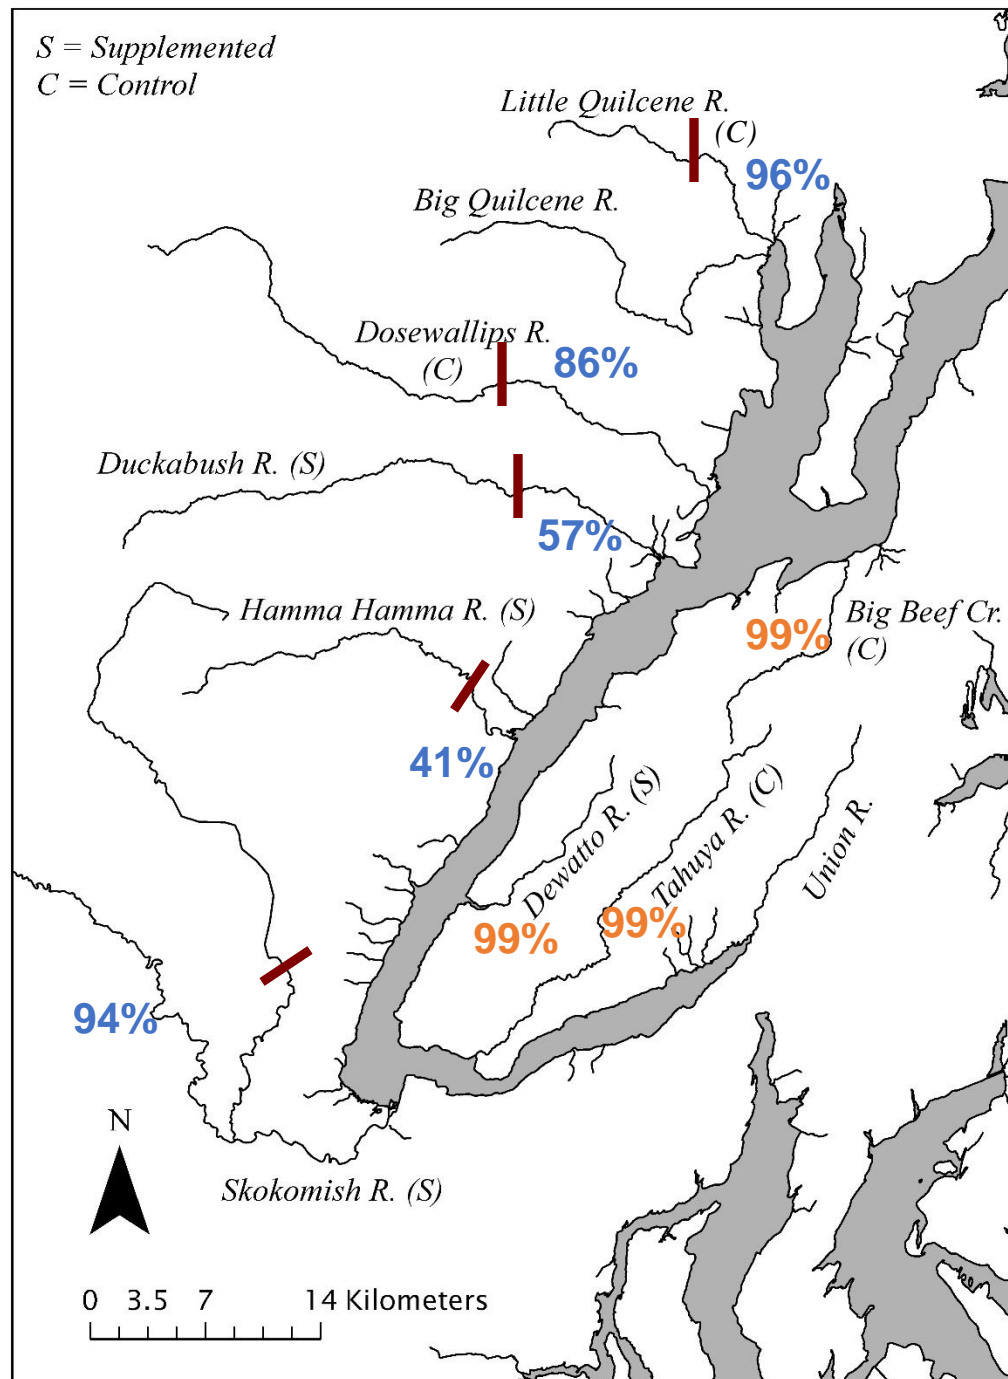 S = Supplemented
C = Control
Little Quilcene R.
(C)
96%
Big Quilcene R.
Dosewallips R.
(C)
86%
Duckabush R. (S)
57%
Hamma Hamma R. (S)
Big Beef Cr.
(C)
99%
41%
Dewatto R. (S)
99%
Tahuya R. (C)
99%
Union R.
94%
N
Skokomish R. (S)
0 3.5 7 14 Kilometers